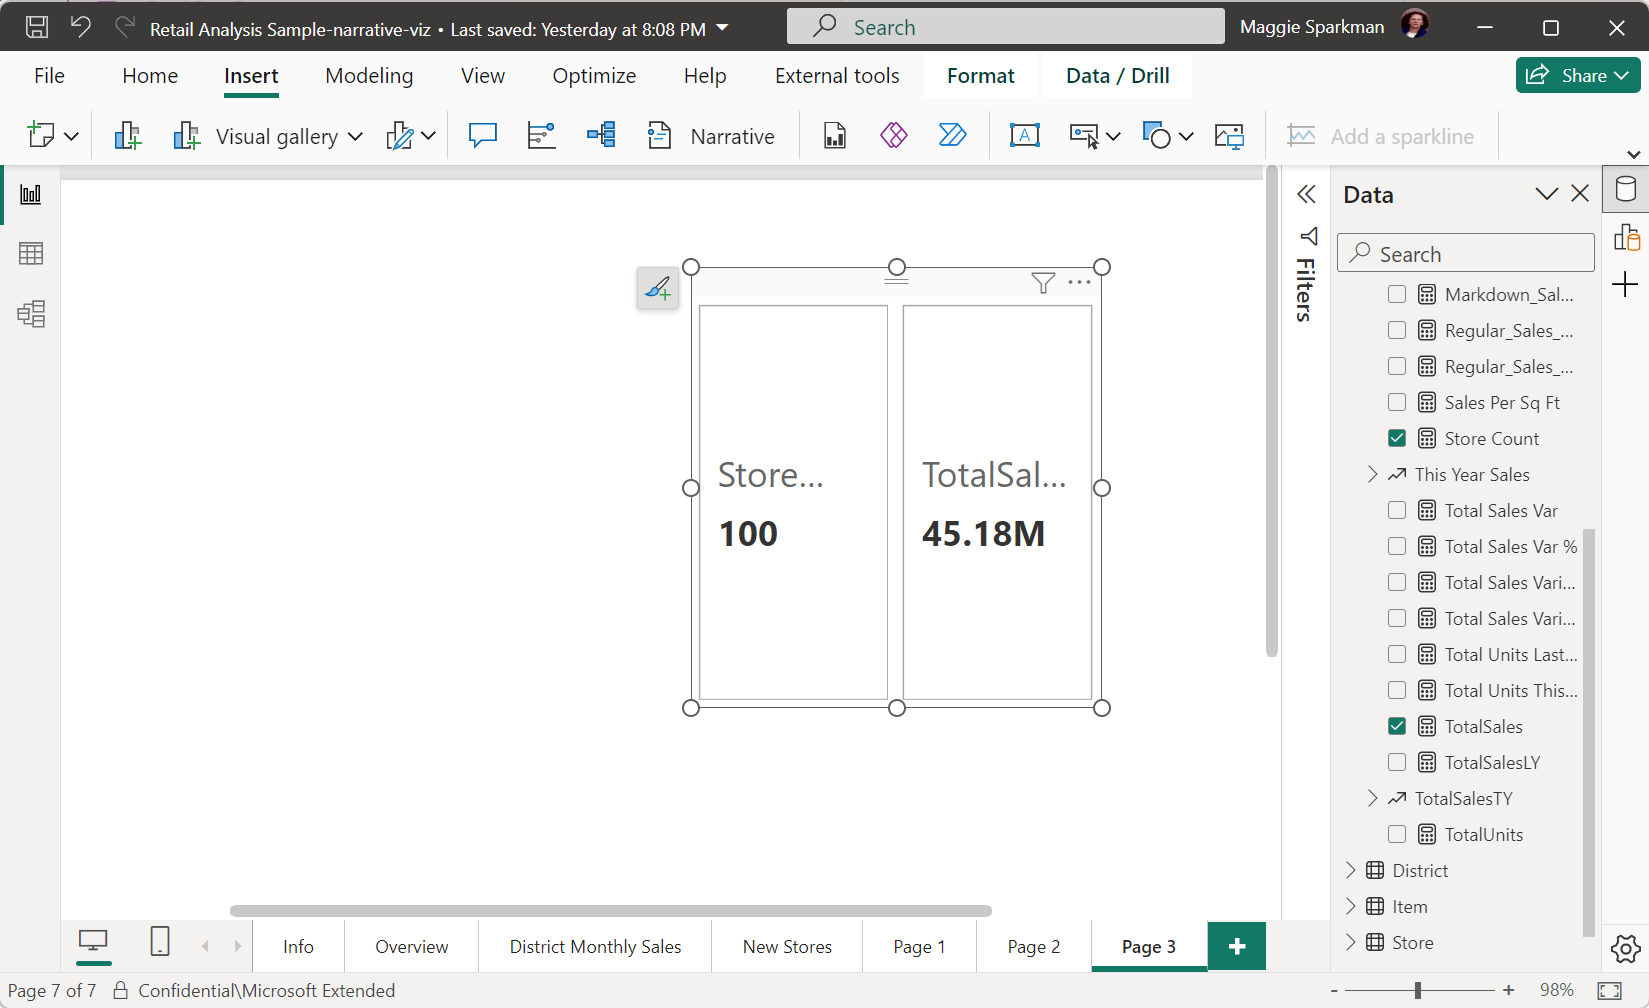 Retail Analysis Sample-narrative-viz • Last saved: Yesterday at 8:08 PM
Search
Maggie Sparkman
File Home Insert Modeling View Optimize Help External tools Format Data / Drill
Share
Visual gallery
Narrative
Add a sparkline
Filters
Data
Search
Markdown_Sal...
Regular_Sales_...
Regular_Sales_...
Sales Per Sq Ft
Store Count
This Year Sales
Total Sales Var
Total Sales Var %
Total Sales Vari...
Total Sales Vari...
Total Units Last...
Total Units This...
TotalSales
TotalSalesLY
TotalSalesTY
TotalUnits
District
Item
Store
Store...
100
TotalSal...
45.18M
A
Info Overview District Monthly Sales New Stores Page 1 Page 2 Page 3
Page 7 of 7
Confidential\Microsoft Extended
- + 98%